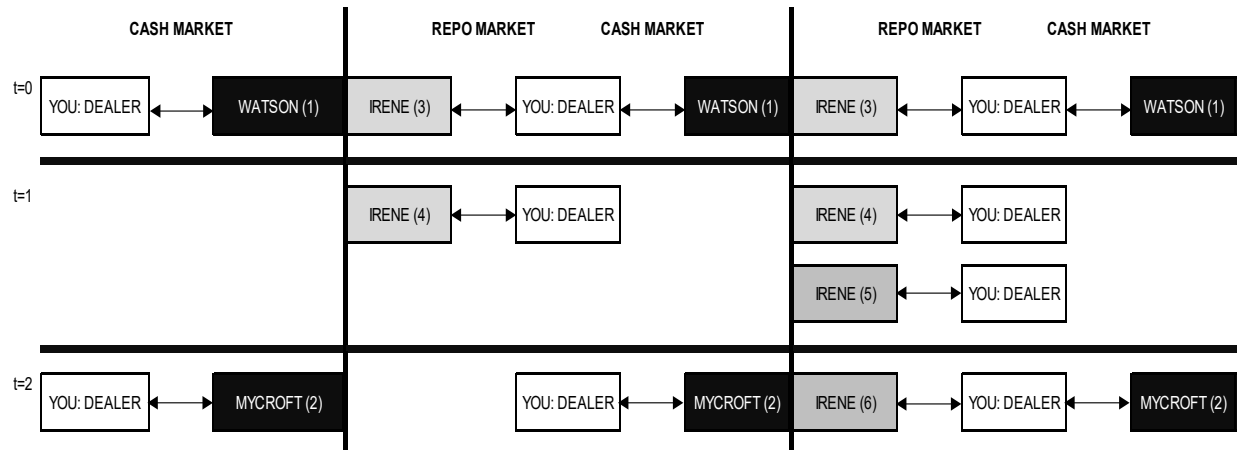 CASH MARKET REPO MARKET CASH MARKET REPO MARKET CASH MARKET
t=0 YOU: DEALER WATSON (1) IRENE (3) YOU: DEALER WATSON (1) IRENE (3) YOU: DEALER WATSON (1)
t=1 IRENE (4) YOU: DEALER IRENE (4) YOU: DEALER
IRENE (5) YOU: DEALER
t=2 YOU: DEALER MYCROFT (2) YOU: DEALER MYCROFT (2) IRENE (6) YOU: DEALER MYCROFT (2)